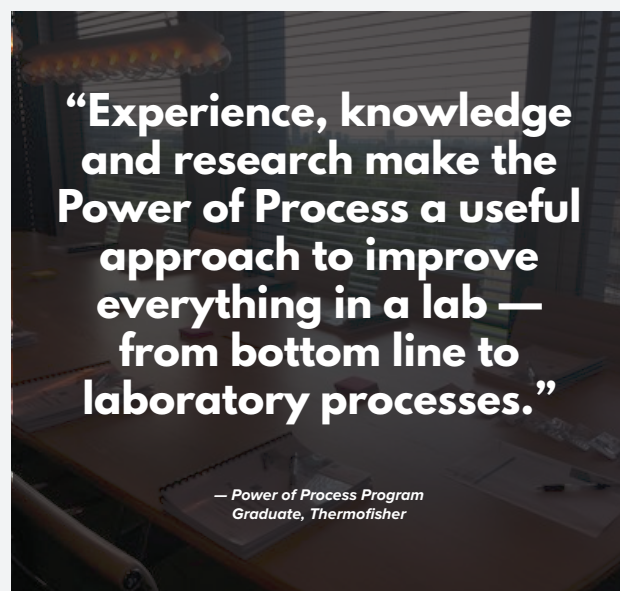 “Experience, knowledge
and research make the
Power of Process a useful
approach to improve
everything in a lab —
from bottom line to
laboratory processes.”
— Power of Process Program
Graduate, Thermofisher